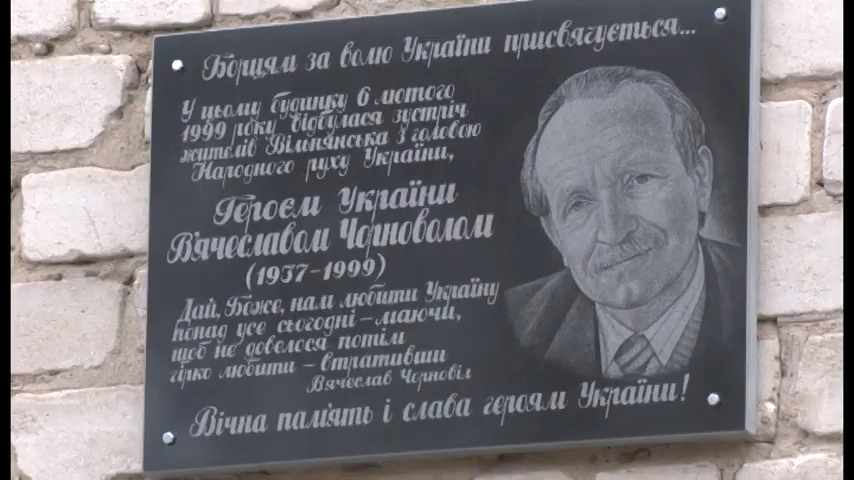 Борцям за волю України присвячується...
У цьому будинку 6 лютого
1999 року відбулася зустріч
жителів Вільнянська з головою
Народного руху України,
Героєм України
В'ячеславом Чорноволом
(1937-1999)
Дай, Боже, нам любити Україну
понад усе сьогодні – маючи,
щоб не довелося потім
гірко любити – втративши
Вячеслав Чорновіл
Вічна пам'ять і слава героям України!